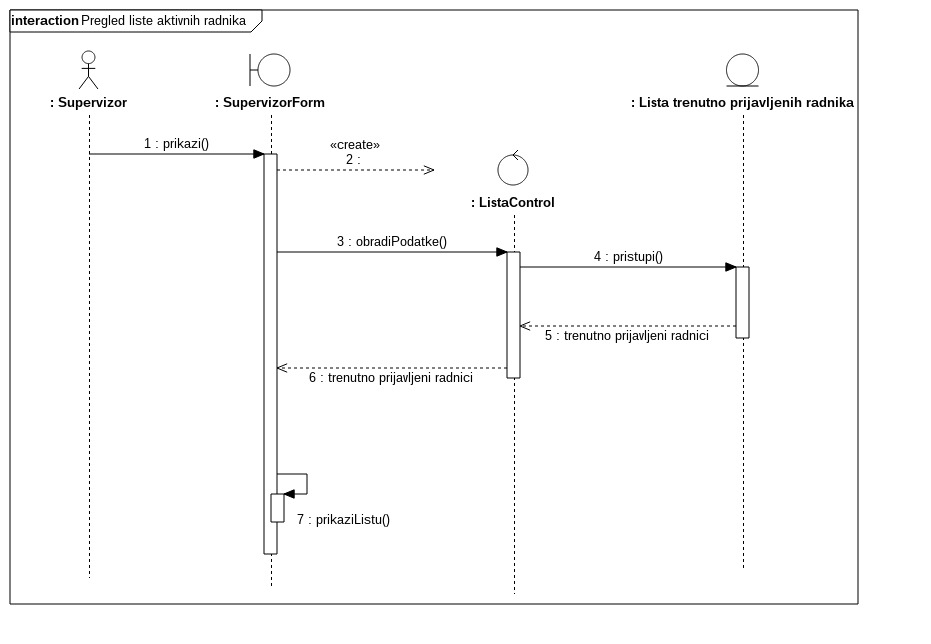 interaction Pregled liste aktivnih radnika
: Supervizor
: SupervizorForm
: Lista trenutno prijavljenih radnika
1 : prikazi()
«create»
2 :
: ListaControl
3 : obradiPodatke()
4 : pristupi()
5 : trenutno prijavljeni radnici
6 : trenutno prijavljeni radnici
7 : prikaziListu()